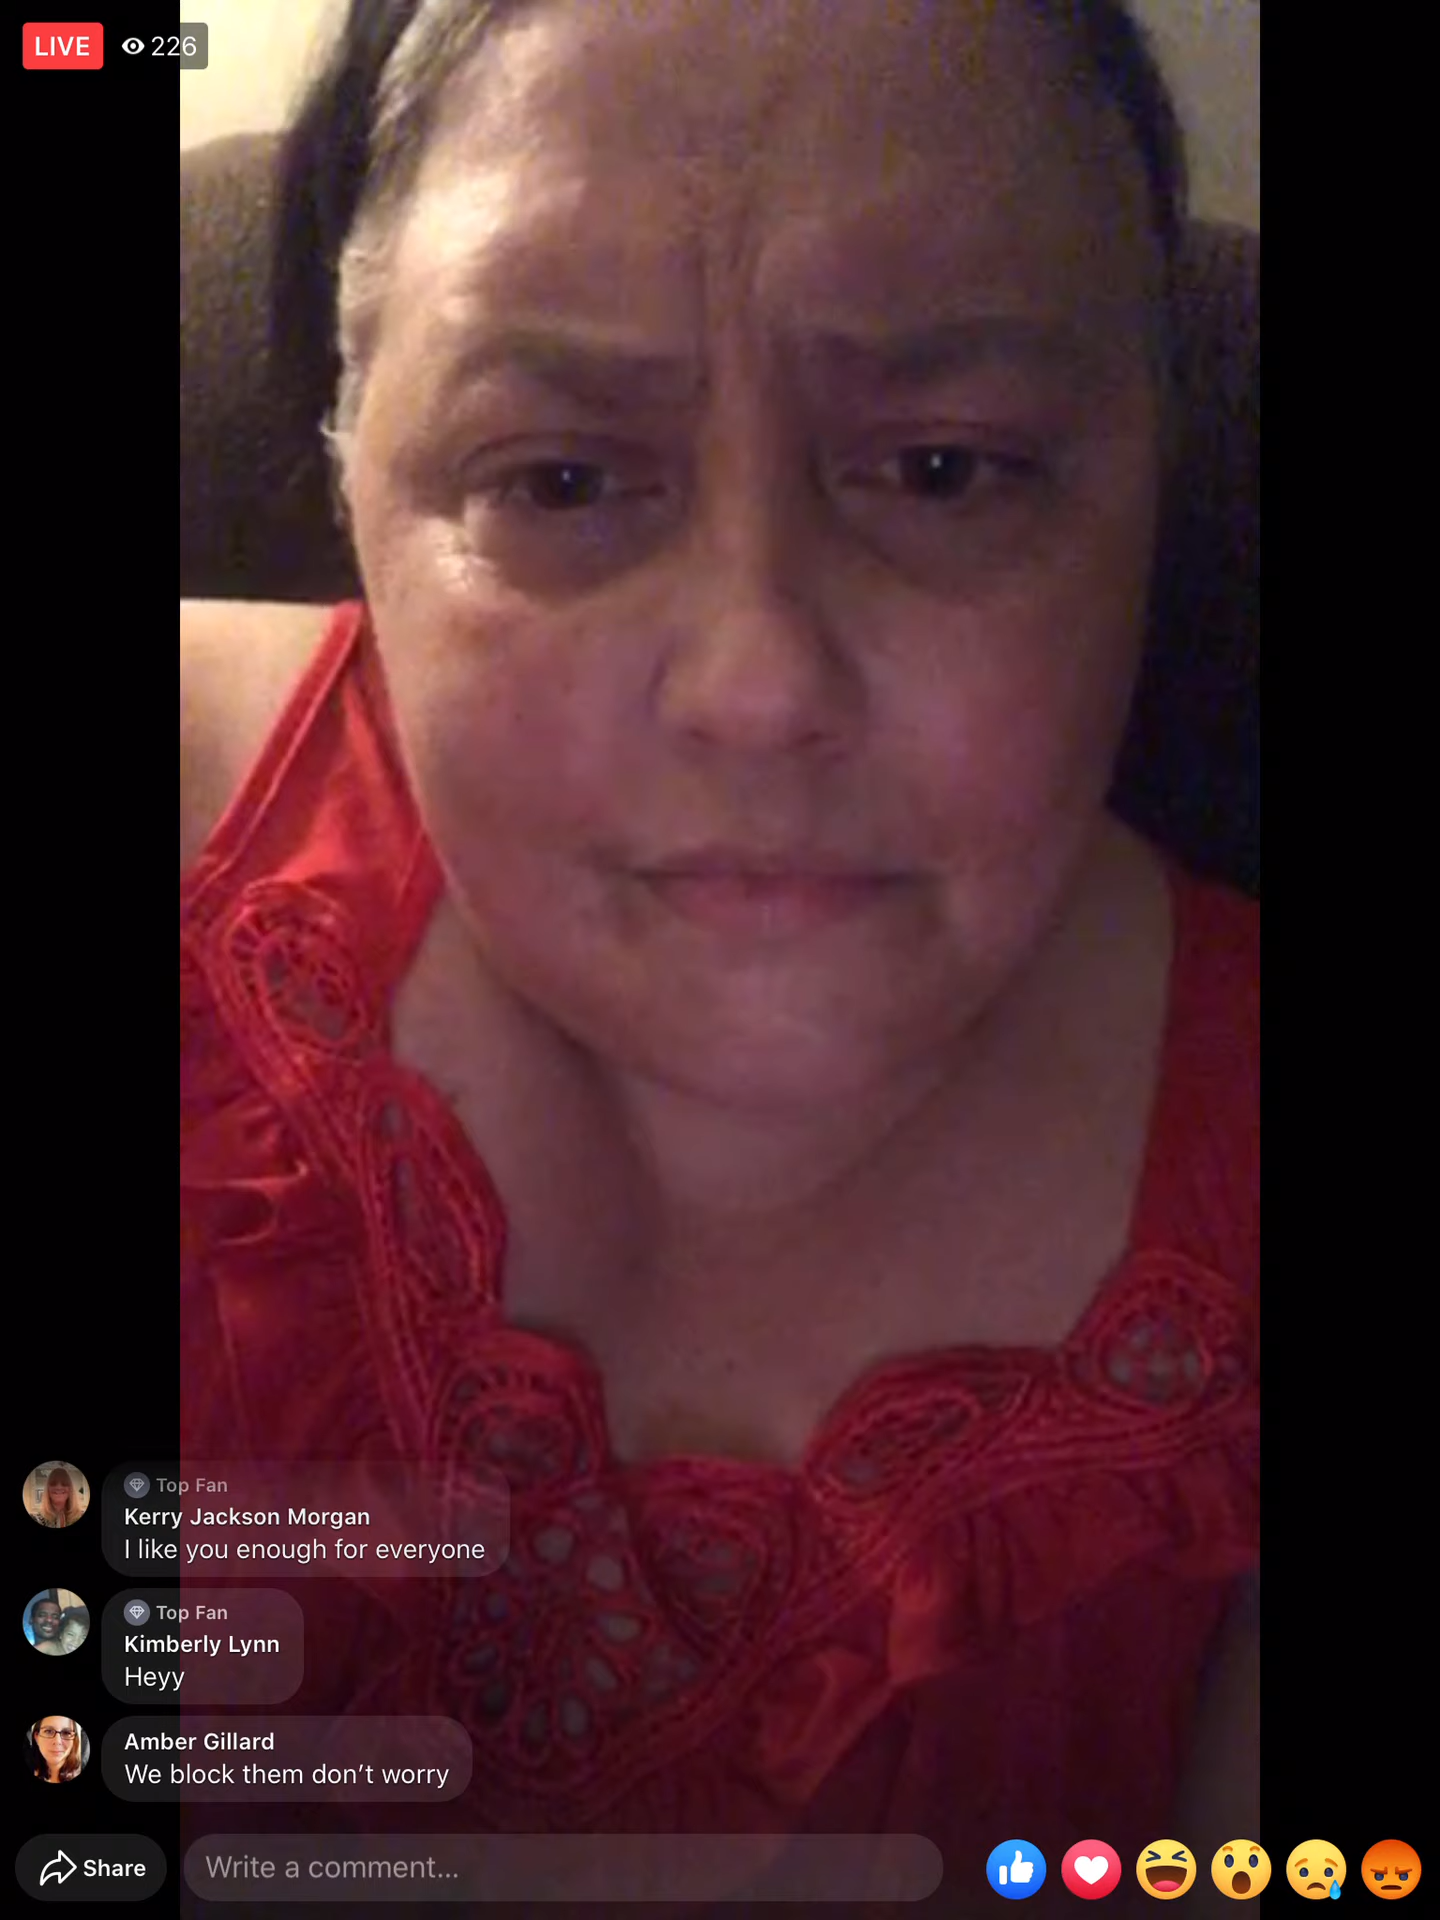 LIVE 226
Top Fan
Kerry Jackson Morgan
I like you enough for everyone
Top Fan
Kimberly Lynn
Heyy
Amber Gillard
We block them don’t worry
Share Write a comment...